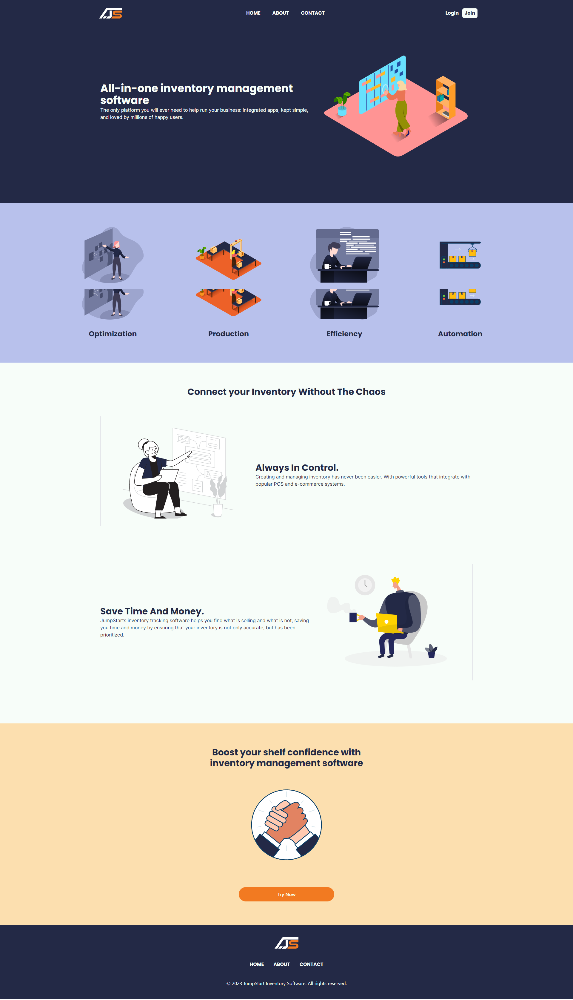 JS
HOME ABOUT CONTACT
Login Join
All-in-one inventory management
software
The only platform you will ever need to help run your business: integrated apps, kept simple,
and loved by millions of happy users.
Optimization Production Efficiency Automation
Connect your Inventory Without The Chaos
Always In Control.
Creating and managing inventory has never been easier. With powerful tools that integrate with
popular POS and e-commerce systems.
Save Time And Money.
JumpStarts inventory tracking software helps you find what is selling and what is not, saving
you time and money by ensuring that your inventory is not only accurate, but has been
prioritized.
Boost your shelf confidence with
inventory management software
Try Now
JS
HOME ABOUT CONTACT
© 2023 JumpStart Inventory Software. All rights reserved.